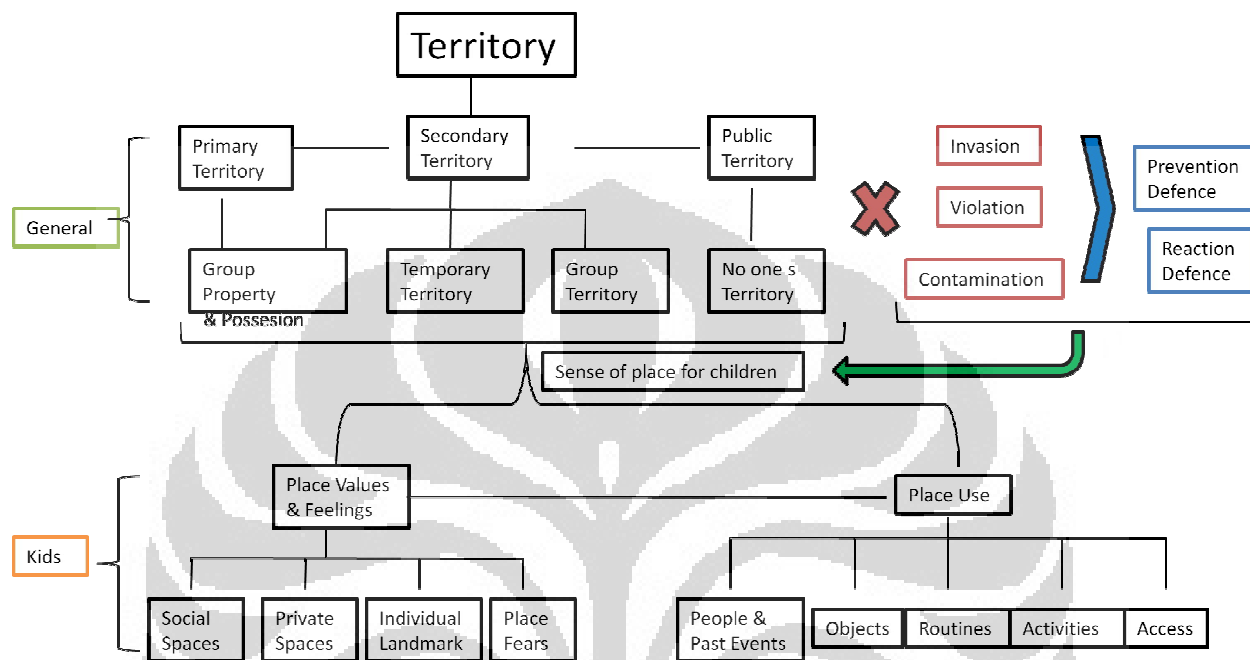 Territory
Primary
Territory
Secondary
Territory
Public
Territory
Invasion
Violation
Contamination
Prevention
Defence
Reaction
Defence
General
Group
Property
& Possesion
Temporary
Territory
Group
Territory
No one s
Territory
Sense of place for children
Place Values
& Feelings
Place Use
Kids
Social
Spaces
Private
Spaces
Individual
Landmark
Place
Fears
People &
Past Events
Objects
Routines
Activities
Access